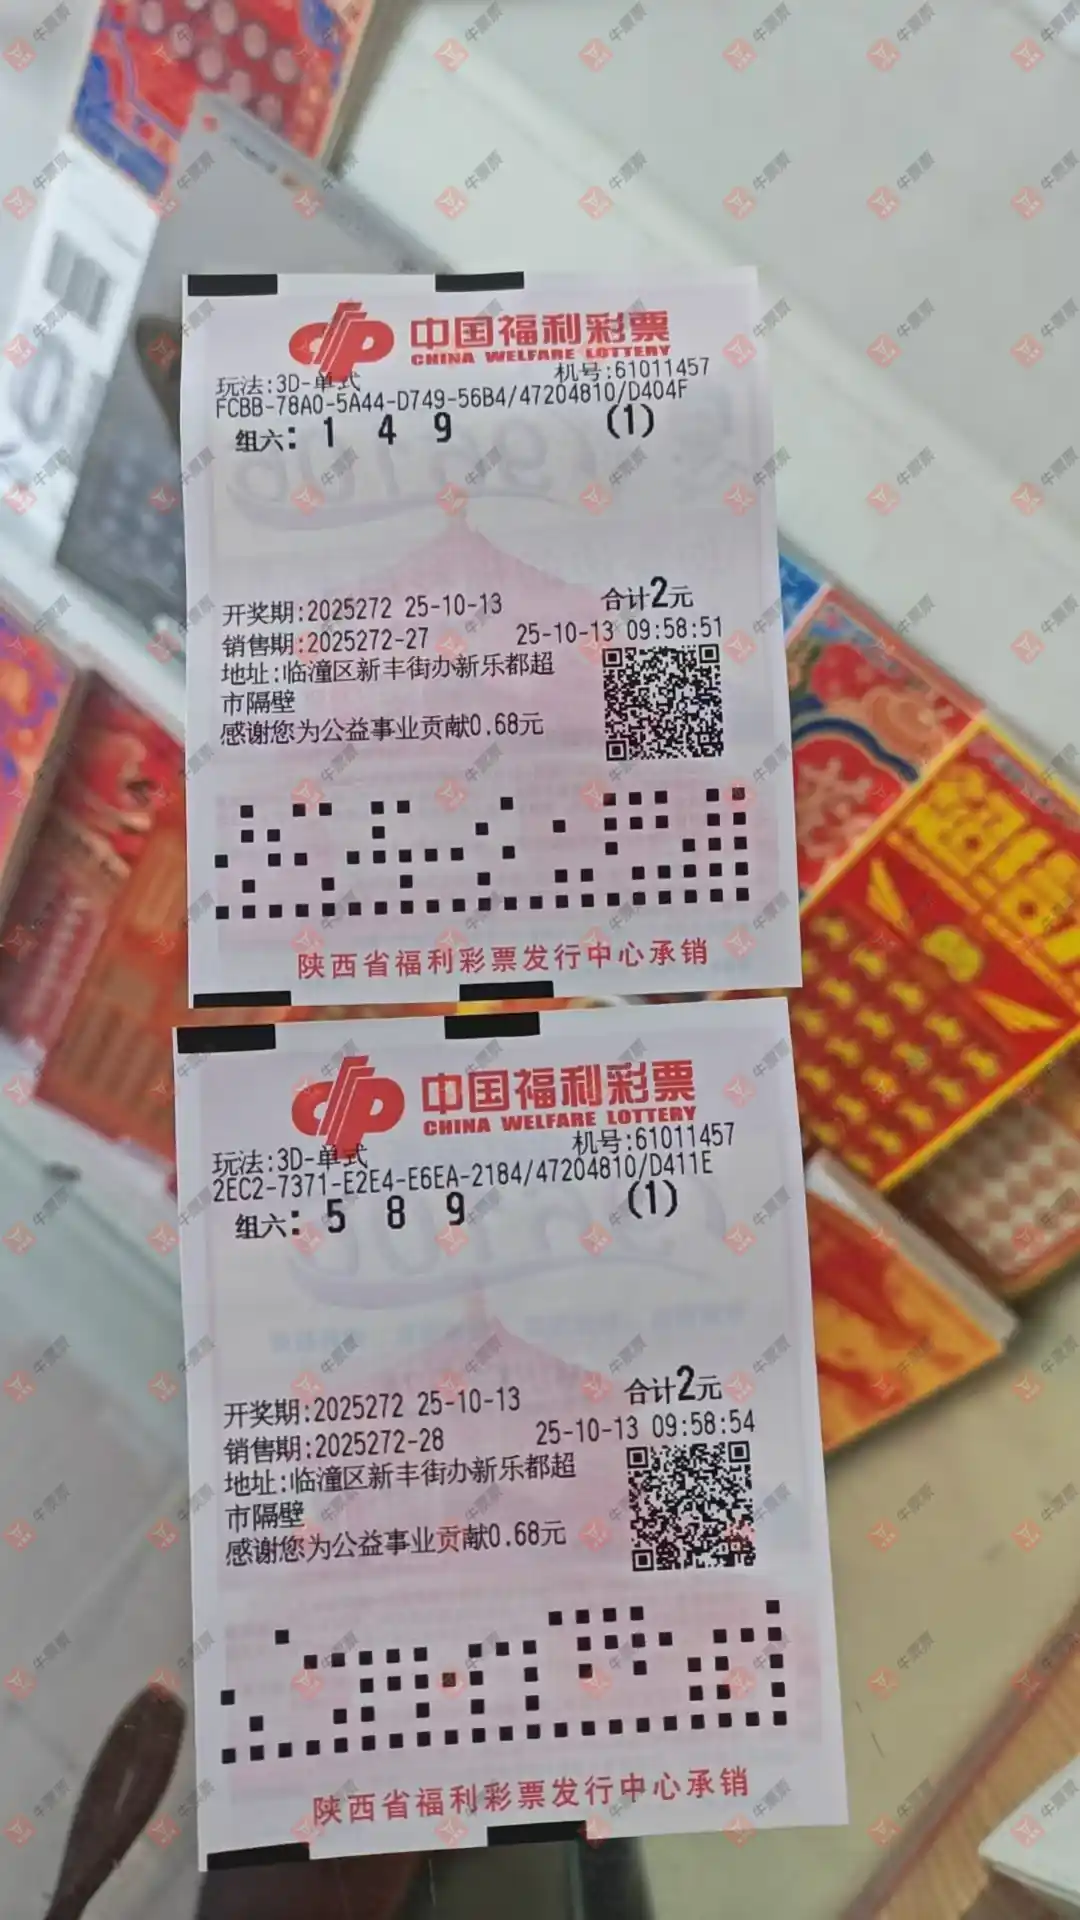 中国福利彩票
CHINA WELFARE LOTTERY
玩法:3D-单式 机号:61011457
FCBB-78A0-5A44-D749-56B4/47204810/D404F
组六: 1 4 9 (1)
开奖期:2025272 25-10-13 合计2元
销售期:2025272-27 25-10-13 09:58:51
地址:临潼区新丰街办新乐都超
市隔壁
感谢您为公益事业贡献0.68元
陕西省福利彩票发行中心承销
中国福利彩票
CHINA WELFARE LOTTERY
玩法:3D-单式 机号:61011457
2EC2-7371-E2E4-E6EA-2184/47204810/D411E
组六: 5 8 9 (1)
开奖期:2025272 25-10-13 合计2元
销售期:2025272-28 25-10-13 09:58:54
地址:临潼区新丰街办新乐都超
市隔壁
感谢您为公益事业贡献0.68元
陕西省福利彩票发行中心承销
牛票票